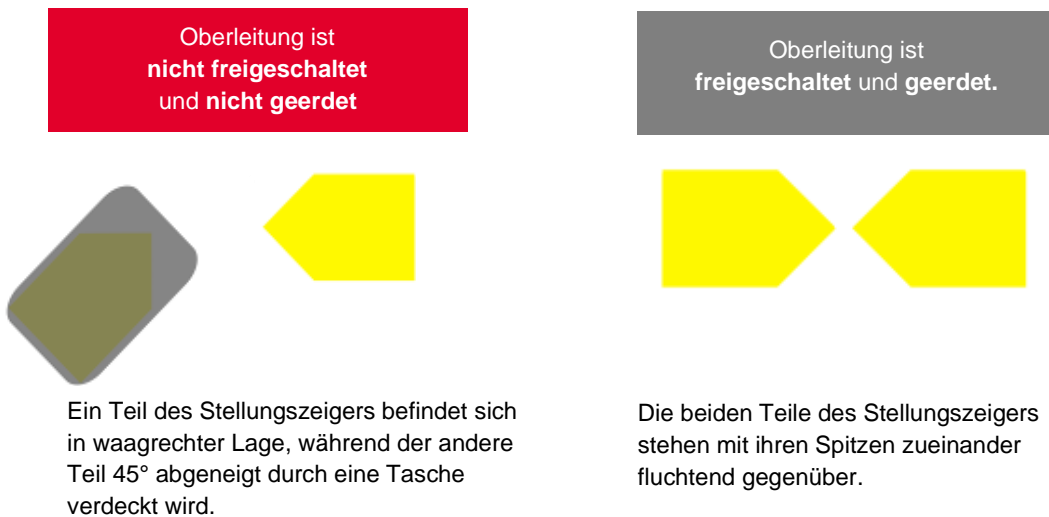 Oberleitung ist
nicht freigeschaltet
und nicht geerdet
Oberleitung ist
freigeschaltet und geerdet.
Ein Teil des Stellungszeigers befindet sich
in waagrechter Lage, während der andere
Teil 45° abgeneigt durch eine Tasche
verdeckt wird.
Die beiden Teile des Stellungszeigers
stehen mit ihren Spitzen zueinander
fluchtend gegenüber.